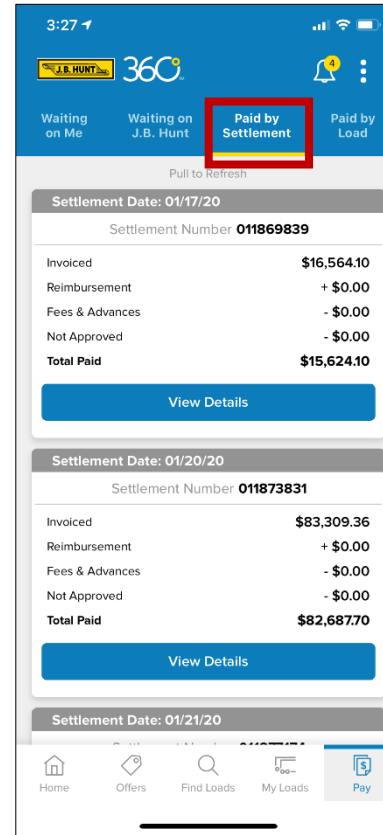 3:27
J.B. HUNT 360
4
Waiting on Me
Waiting on J.B. Hunt
Paid by Settlement
Paid by Load
Pull to Refresh
Settlement Date: 01/17/20
Settlement Number 011869839
Invoiced $16,564.10
Reimbursement + $0.00
Fees & Advances - $0.00
Not Approved - $0.00
Total Paid $15,624.10
View Details
Settlement Date: 01/20/20
Settlement Number 011873831
Invoiced $83,309.36
Reimbursement + $0.00
Fees & Advances - $0.00
Not Approved - $0.00
Total Paid $82,687.70
View Details
Settlement Date: 01/21/20
Home
Offers
Find Loads
My Loads
Pay